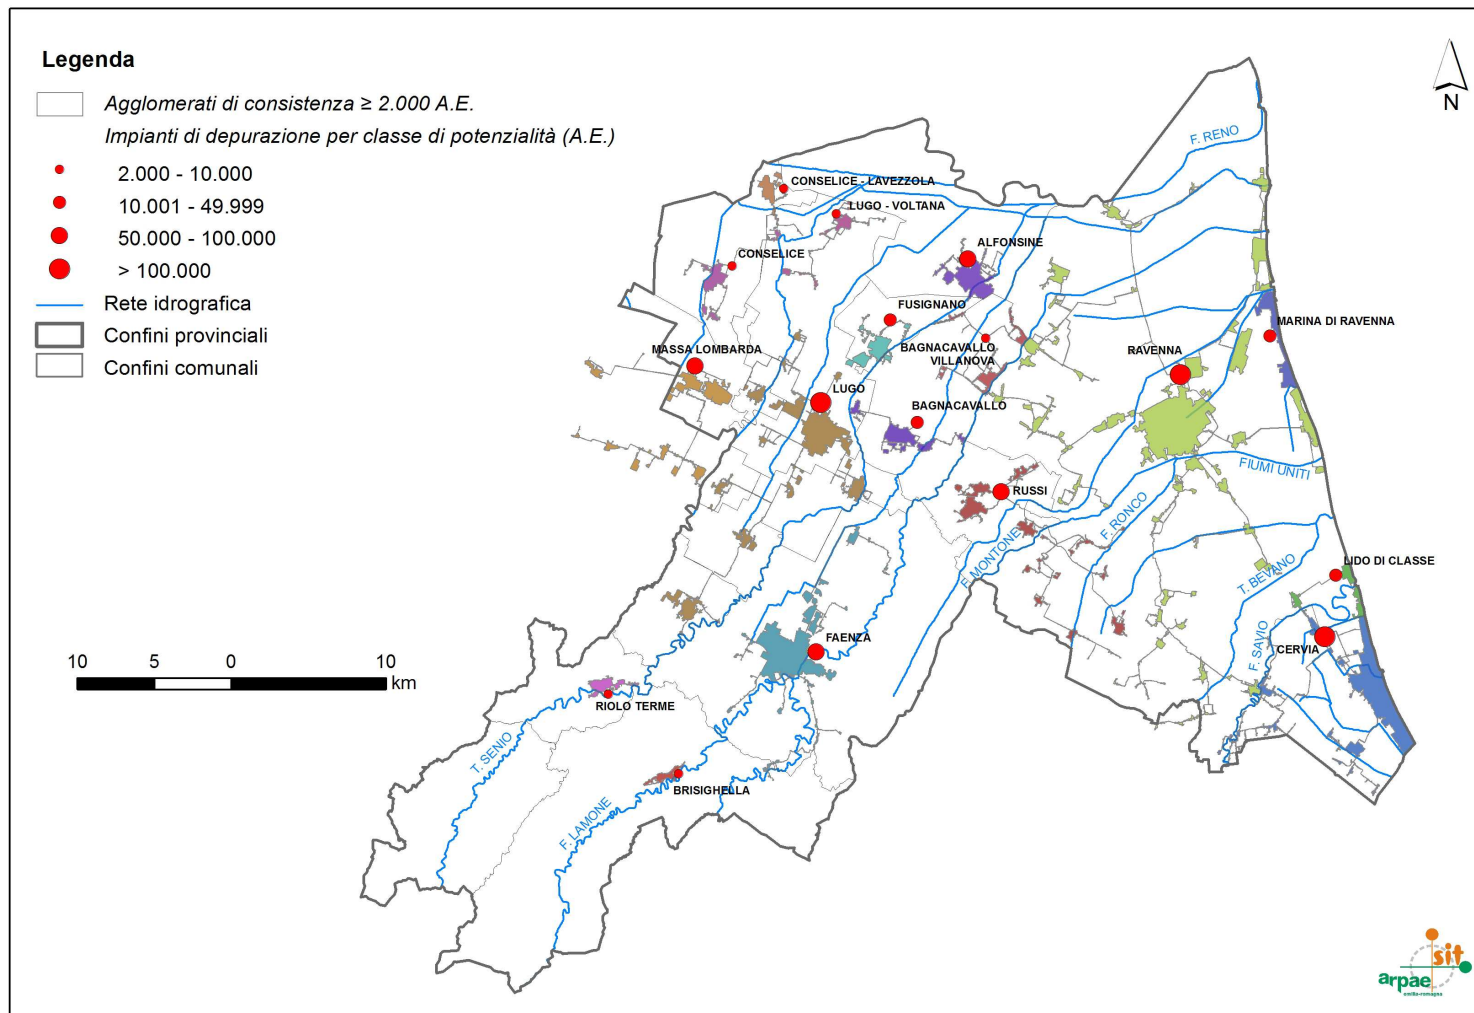 Legenda
Agglomerati di consistenza ≥ 2.000 A.E.
Impianti di depurazione per classe di potenzialità (A.E.)
2.000 - 10.000
10.001 - 49.999
50.000 - 100.000
> 100.000
Rete idrografica
Confini provinciali
Confini comunali
N
F. RENO
CONSELICE - LAVEZZOLA
LUGO - VOLTANA
ALFONSINE
CONSELICE
FUSIGNANO
MARINA DI RAVENNA
MASSA LOMBARDA
BAGNACAVALLO
VILLANOVA
RAVENNA
LUGO
BAGNACAVALLO
FIUMI UNITI
RUSSI
F. RONCO
F. MONTONE
LIDO DI CLASSE
T. BEVANO
F. SAVIO
FAENZA
CERVIA
10 5 0 10
km
RIOLO TERME
T. SENIO
BRISIGHELLA
F. LAMONE
sit
arpae
emilia-romagna